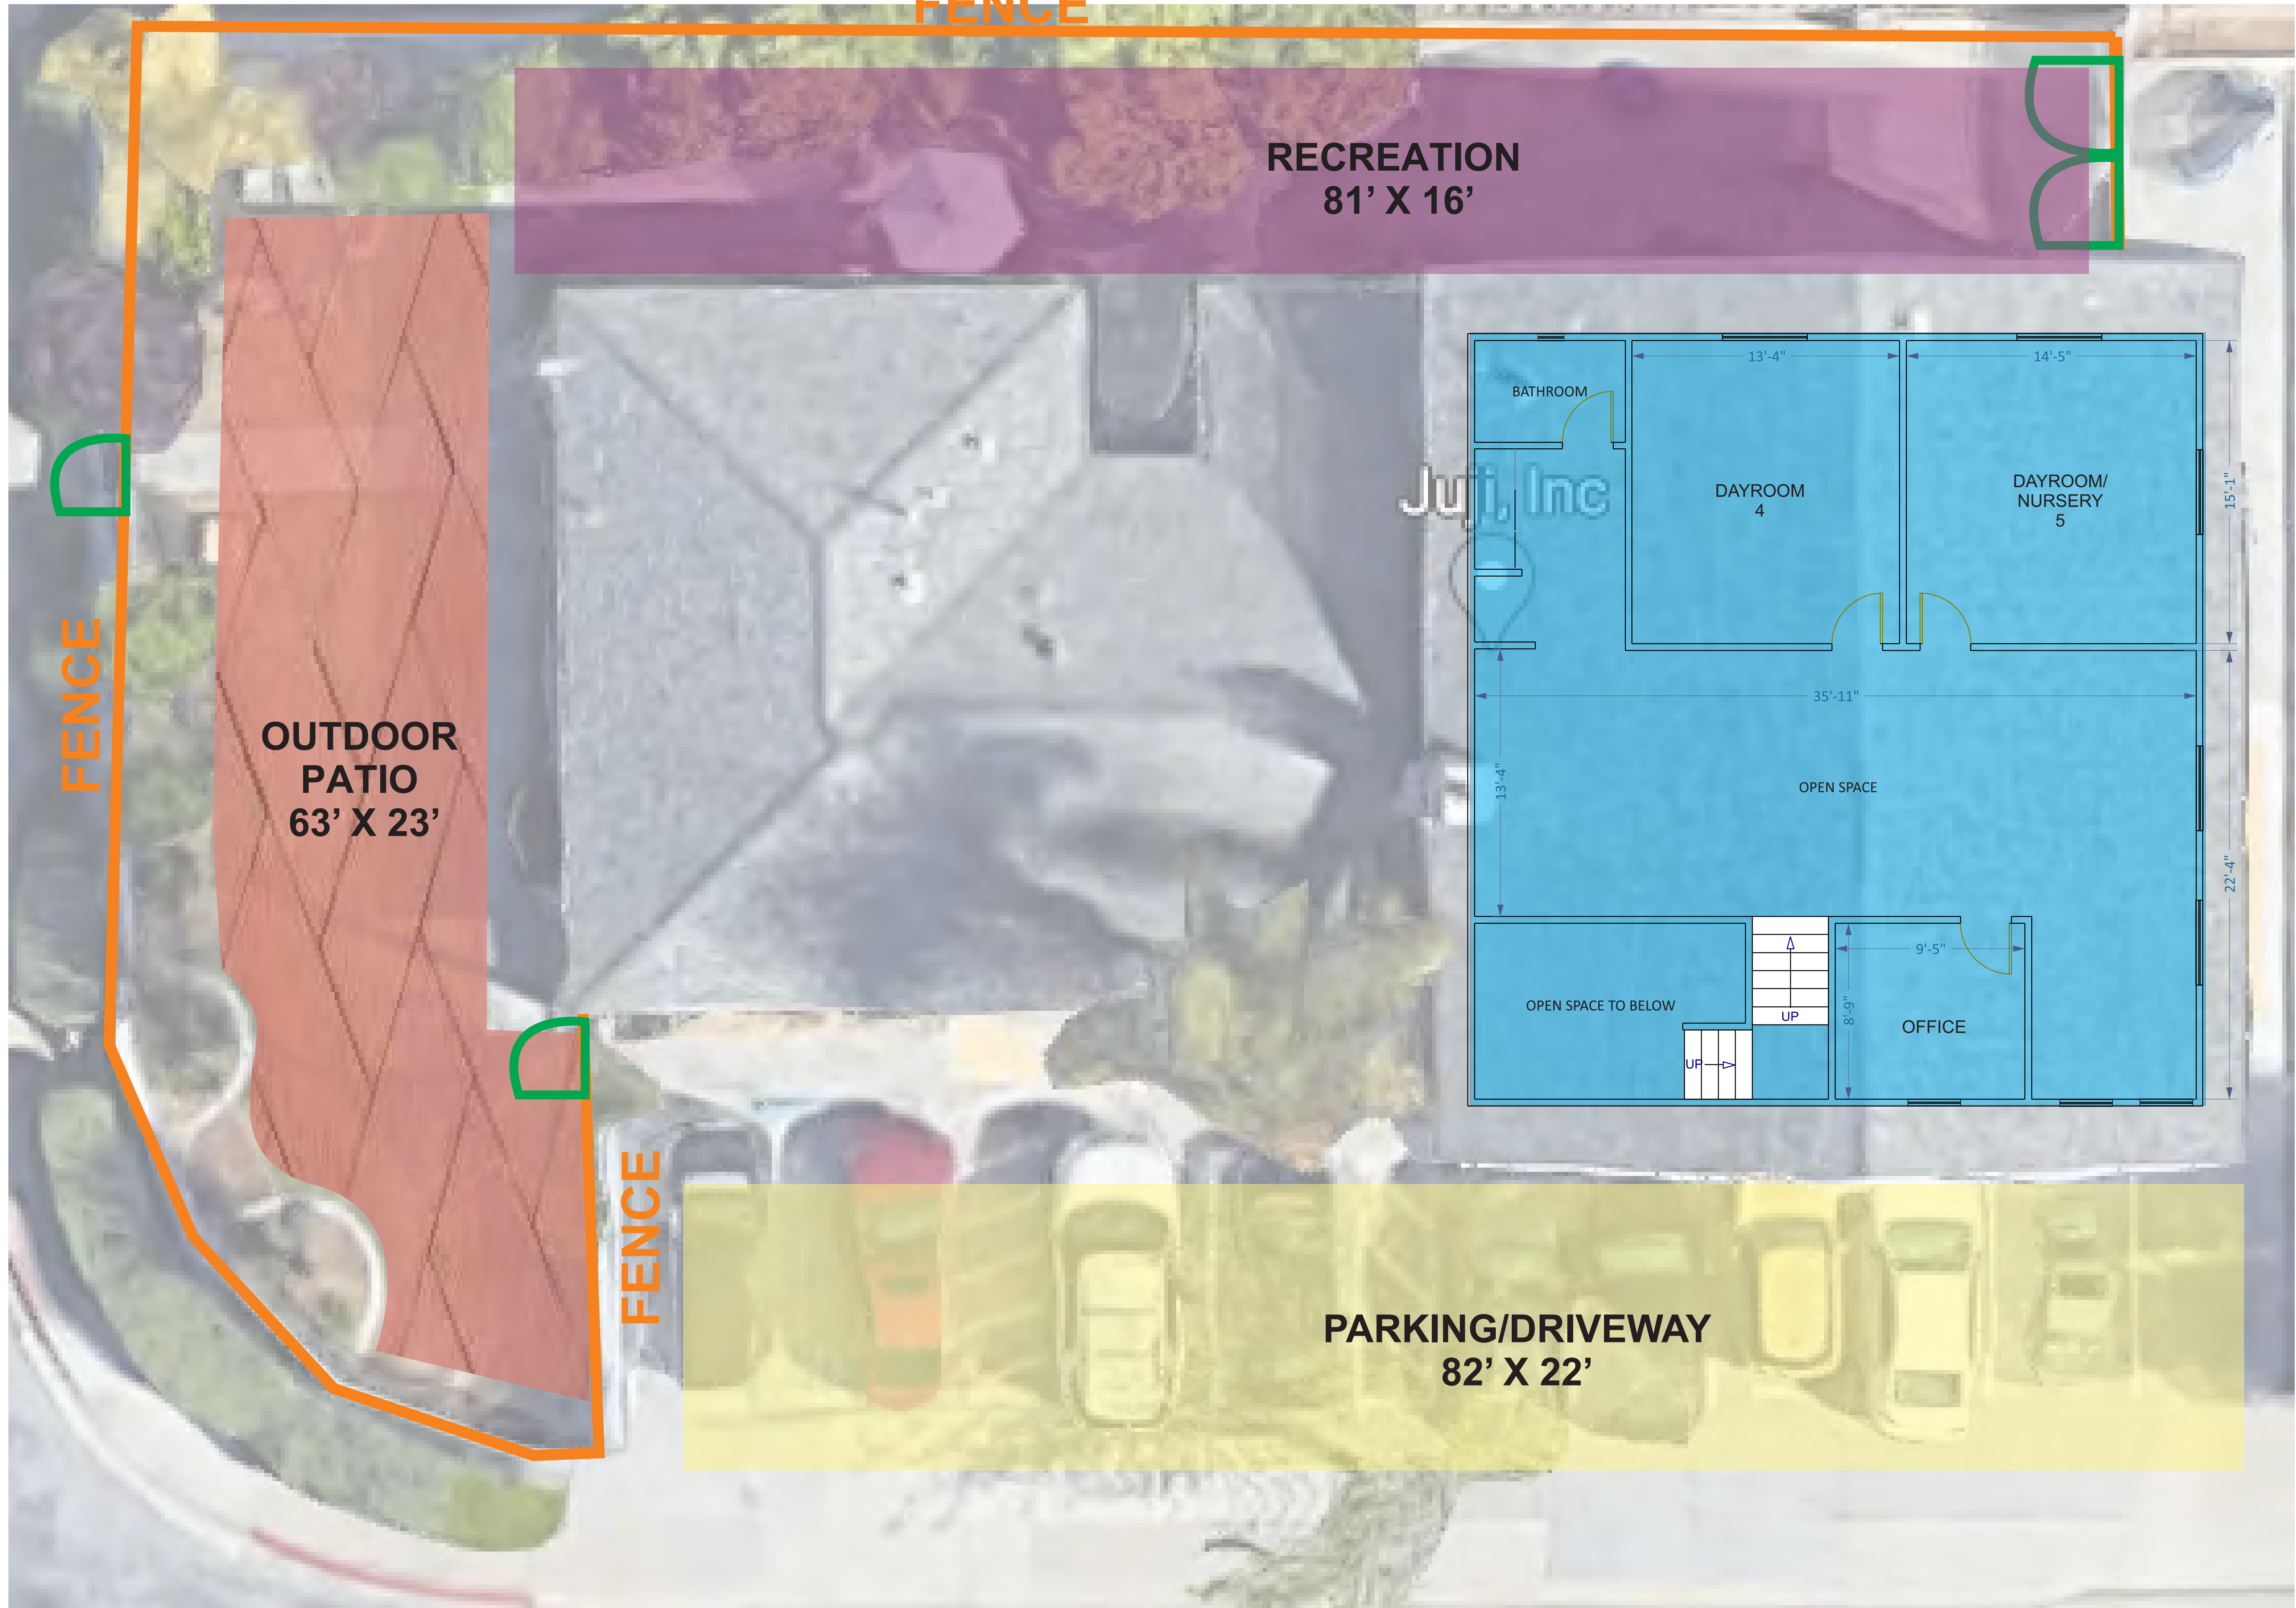 FENCE
RECREATION
81’ X 16’
BATHROOM
13'-4"
14'-5"
Juji, Inc
DAYROOM
4
DAYROOM/
NURSERY
5
15'-1"
FENCE
35'-11"
OUTDOOR
PATIO
63’ X 23’
13'-4"
OPEN SPACE
22'-4"
9'-5"
OPEN SPACE TO BELOW
UP
8'-9"
OFFICE
UP
FENCE
PARKING/DRIVEWAY
82’ X 22’